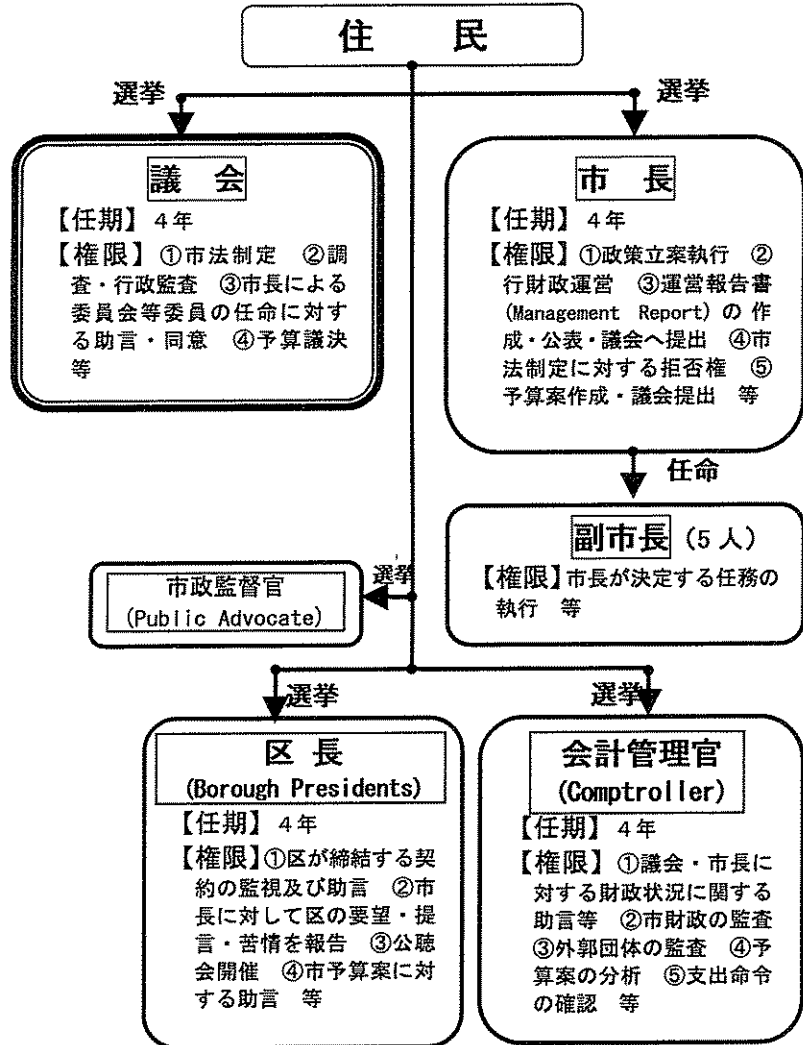 住 民
選挙
選挙
議 会
【任期】４年
【権限】①市法制定 ②調
査・行政監査 ③市長による
委員会等委員の任命に対す
る助言・同意 ④予算議決
等
市 長
【任期】４年
【権限】①政策立案執行 ②
行財政運営 ③運営報告書
(Management Report) の 作
成・公表・議会へ提出 ④市
法制定に対する拒否権 ⑤
予算案作成・議会提出 等
任命
副市長 (5 人)
【権限】市長が決定する任務の
執行 等
市政監督官
(Public Advocate)
選挙
選挙
選挙
区 長
(Borough Presidents)
【任期】４年
【権限】①区が締結する契
約の監視及び助言 ②市
長に対して区の要望・提
言・苦情を報告 ③公聴
会開催 ④市予算案に対
する助言 等
会計管理官
(Comptroller)
【任期】４年
【権限】①議会・市長に
対する財政状況に関する
助言等 ②市財政の監査
③外郭団体の監査 ④予
算案の分析 ⑤支出命令
の確認 等